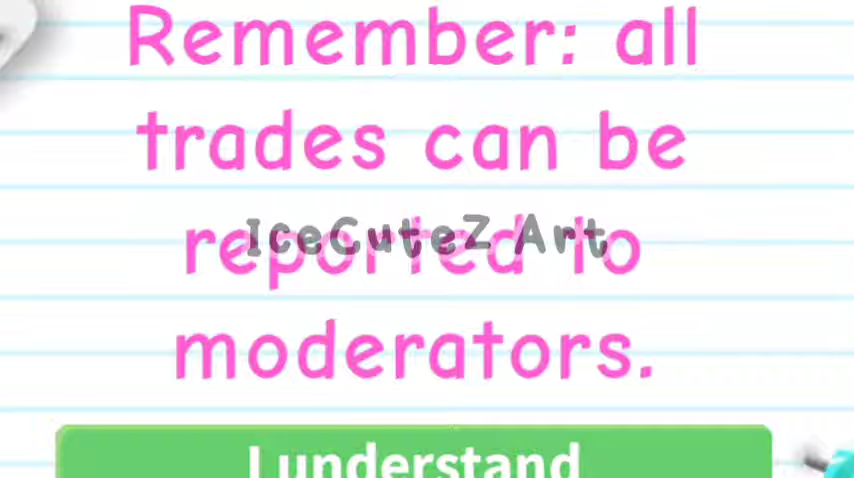 Remember: all
trades can be
reported to
IceCuteZ Art
moderators.
I understand